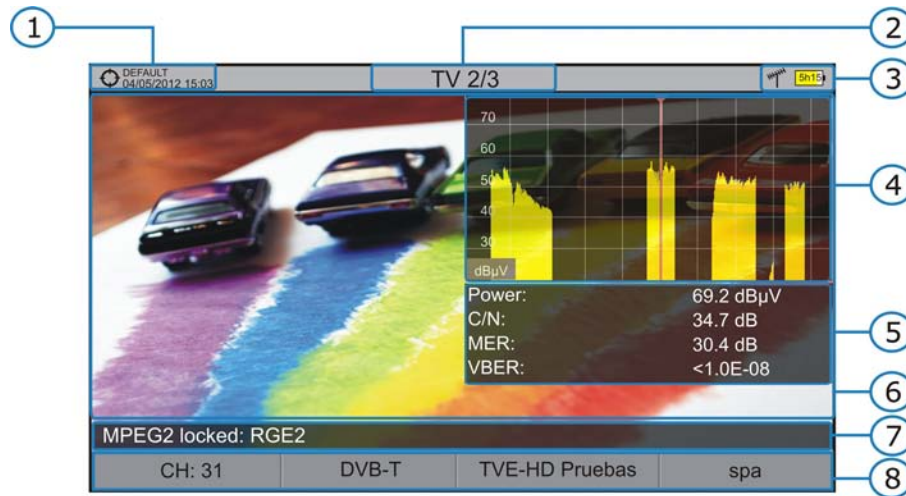 1
2
3
4
5
6
7
8
DEFAULT
04/05/2012 15:03
TV 2/3
5h15
70
60
50
40
30
dBµV
Power: 69.2 dBµV
C/N: 34.7 dB
MER: 30.4 dB
VBER: <1.0E-08
MPEG2 locked: RGE2
CH: 31
DVB-T
TVE-HD Pruebas
spa